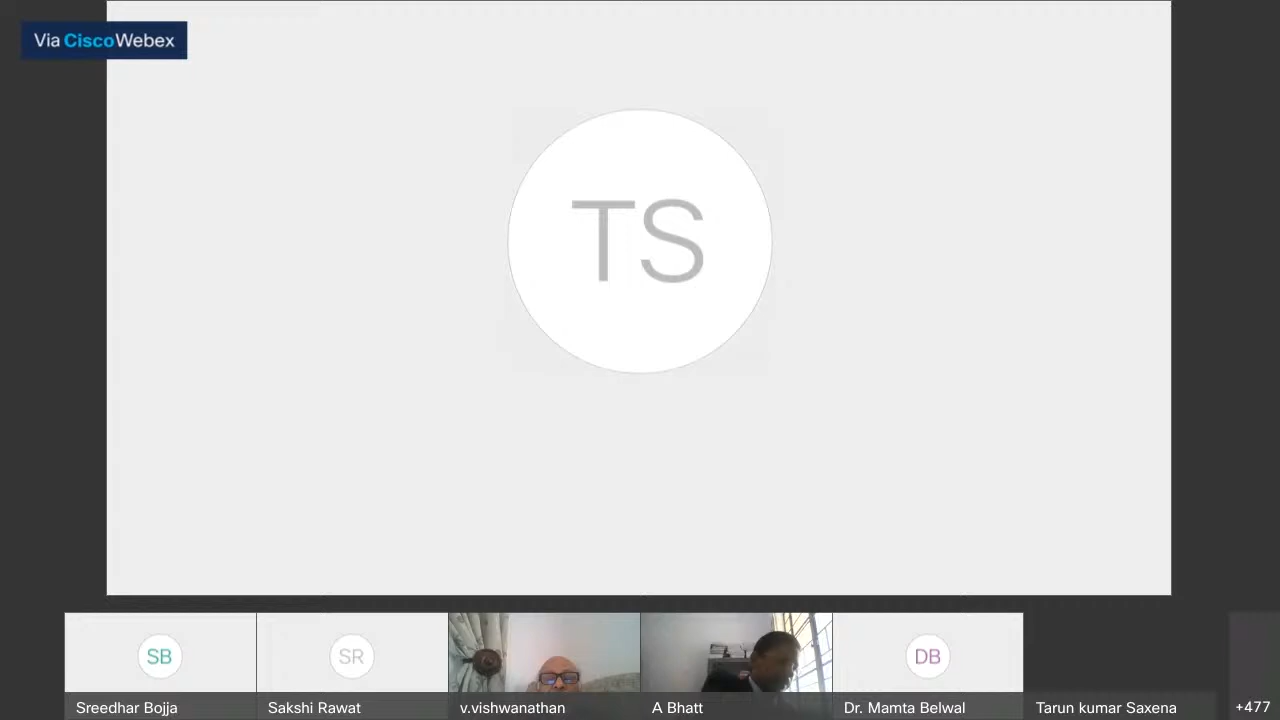 Via CiscoWebex
TS
SB
SR
DB
Sreedhar Bojja
Sakshi Rawat
v.vishwanathan
A Bhatt
Dr. Mamta Belwal
Tarun kumar Saxena
+477